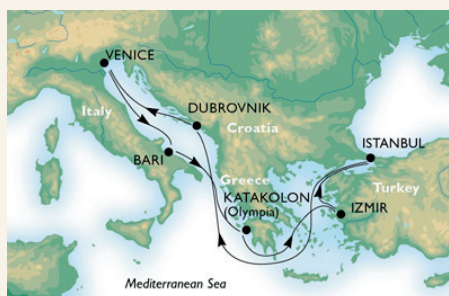 VENICE
Italy
DUBROVNIK
Croatia
BARI
ISTANBUL
Greece
Turkey
KATAKOLON
(Olympia)
IZMIR
Mediterranean Sea